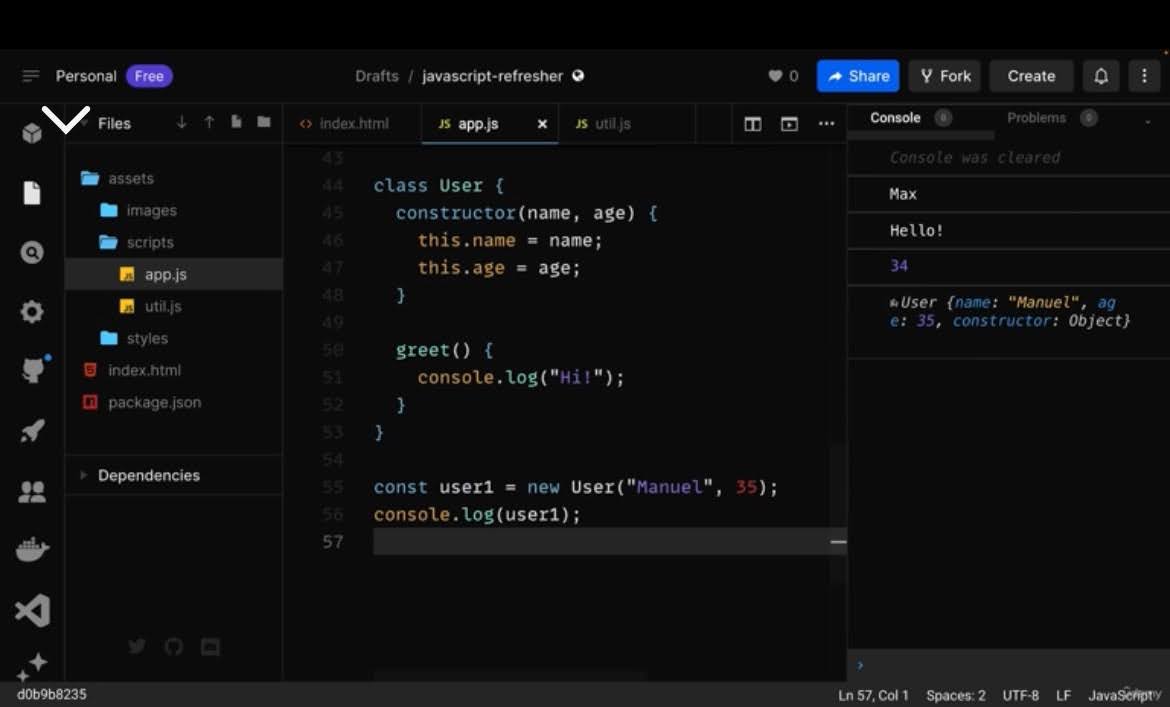 Personal Free
Drafts / javascript-refresher
0
Share
Fork
Create
Files
index.html
JS app.js
JS util.js
Console 0
Problems 0
assets
images
scripts
app.js
util.js
styles
index.html
package.json
Dependencies
43
44 class User {
45 constructor(name, age) {
46 this.name = name;
47 this.age = age;
48 }
49
50 greet() {
51 console.log("Hi!");
52 }
53 }
54
55 const user1 = new User("Manuel", 35);
56 console.log(user1);
57
Console was cleared
Max
Hello!
34
User {name: "Manuel", ag
e: 35, constructor: Object}
d0b9b8235
Ln 57, Col 1 Spaces: 2 UTF-8 LF JavaScript
Udemy